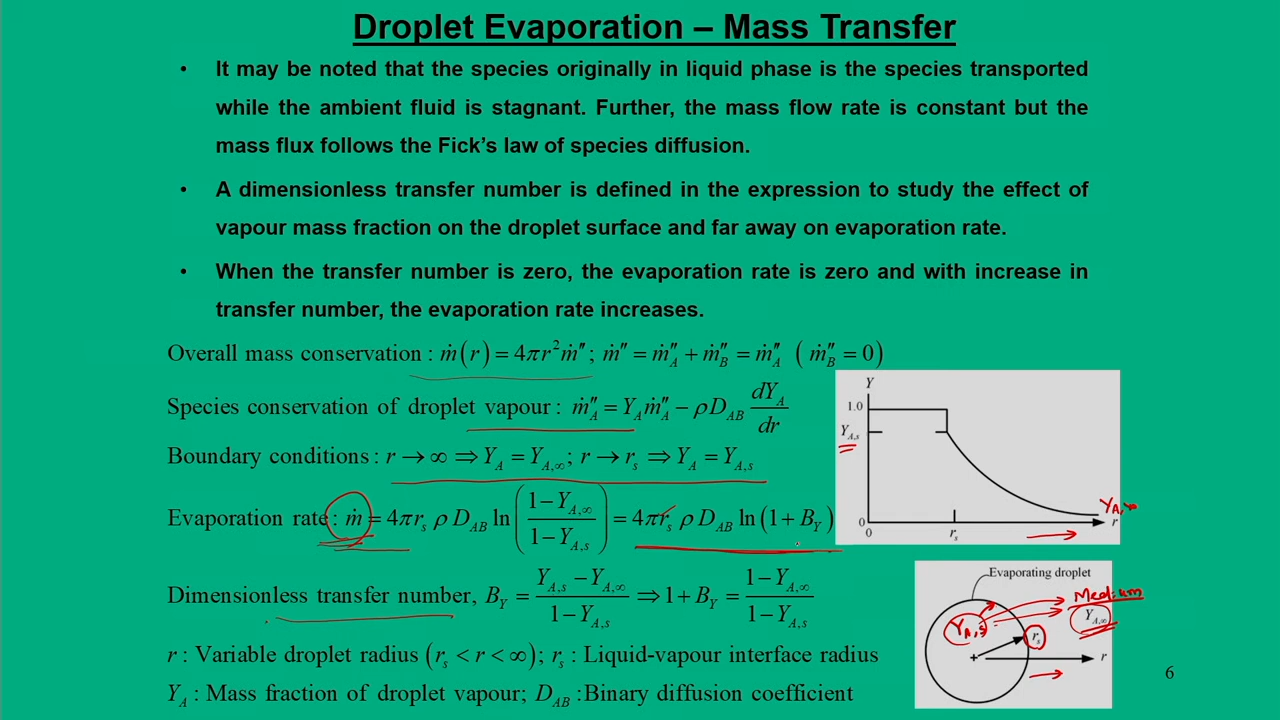 Droplet Evaporation – Mass Transfer
• It may be noted that the species originally in liquid phase is the species transported
while the ambient fluid is stagnant. Further, the mass flow rate is constant but the
mass flux follows the Fick's law of species diffusion.
• A dimensionless transfer number is defined in the expression to study the effect of
vapour mass fraction on the droplet surface and far away on evaporation rate.
• When the transfer number is zero, the evaporation rate is zero and with increase in
transfer number, the evaporation rate increases.
Overall mass conservation : ṁ(r) = 4πr²ṁ″ ; ṁ″ = ṁ″_A + ṁ″_B = ṁ″_A (ṁ″_B = 0)
Species conservation of droplet vapour : ṁ″_A = Y_A ṁ″_A − ρ D_AB dY_A/dr
Boundary conditions : r → ∞ ⇒ Y_A = Y_A,∞ ; r → r_s ⇒ Y_A = Y_A,s
Evaporation rate : ṁ = 4πr_s ρ D_AB ln((1 − Y_A,∞)/(1 − Y_A,s)) = 4πr_s ρ D_AB ln(1 + B_Y)
Dimensionless transfer number, B_Y = (Y_A,s − Y_A,∞)/(1 − Y_A,s) ⇒ 1 + B_Y = (1 − Y_A,∞)/(1 − Y_A,s)
r : Variable droplet radius (r_s < r < ∞) ; r_s : Liquid-vapour interface radius
Y_A : Mass fraction of droplet vapour; D_AB :Binary diffusion coefficient
Y
1.0
Y_A,s
Y_A,∞
0
r
0
r_s
Evaporating droplet
Medium
Y_A,∞
Y_A,s
r_s
r
6